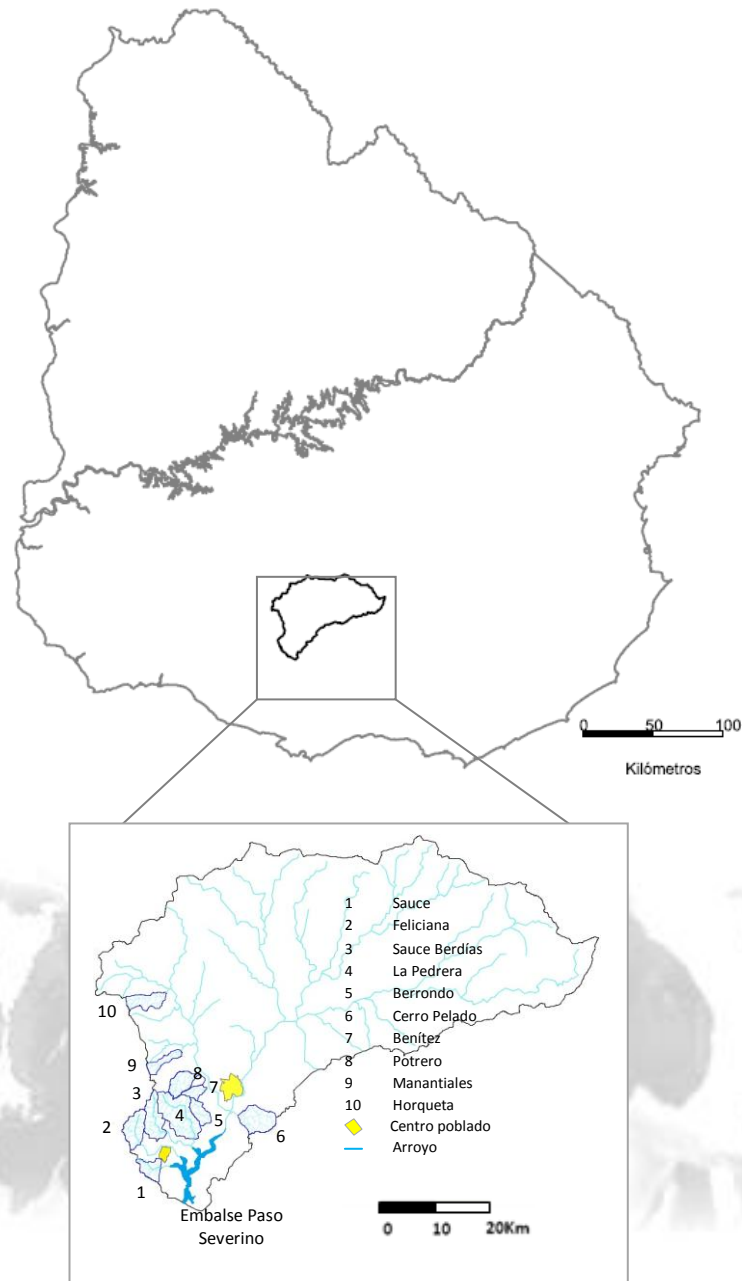 0 50 100
Kilómetros
1 Sauce
2 Feliciana
3 Sauce Berdías
4 La Pedrera
5 Berrondo
6 Cerro Pelado
7 Benítez
8 Potrero
9 Manantiales
10 Horqueta
Centro poblado
Arroyo
10
9
8
7
3
4
5
2
6
1
Embalse Paso
Severino
0 10 20Km